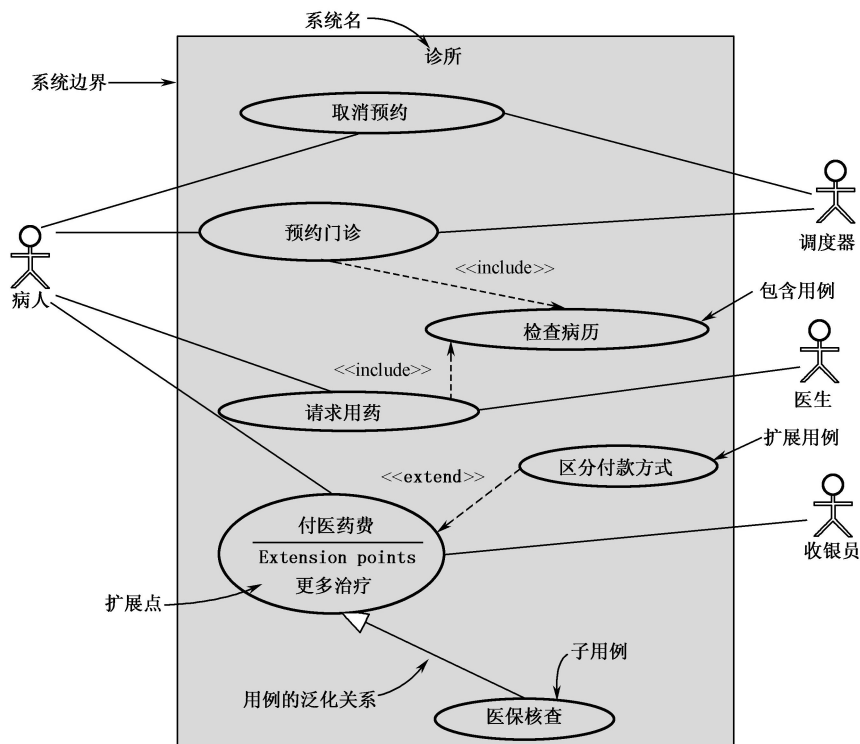 系统名
诊所
系统边界
取消预约
预约门诊
调度器
<<include>>
病人
包含用例
检查病历
<<include>>
医生
请求用药
扩展用例
区分付款方式
<<extend>>
付医药费
Extension points
更多治疗
收银员
扩展点
子用例
用例的泛化关系
医保核查